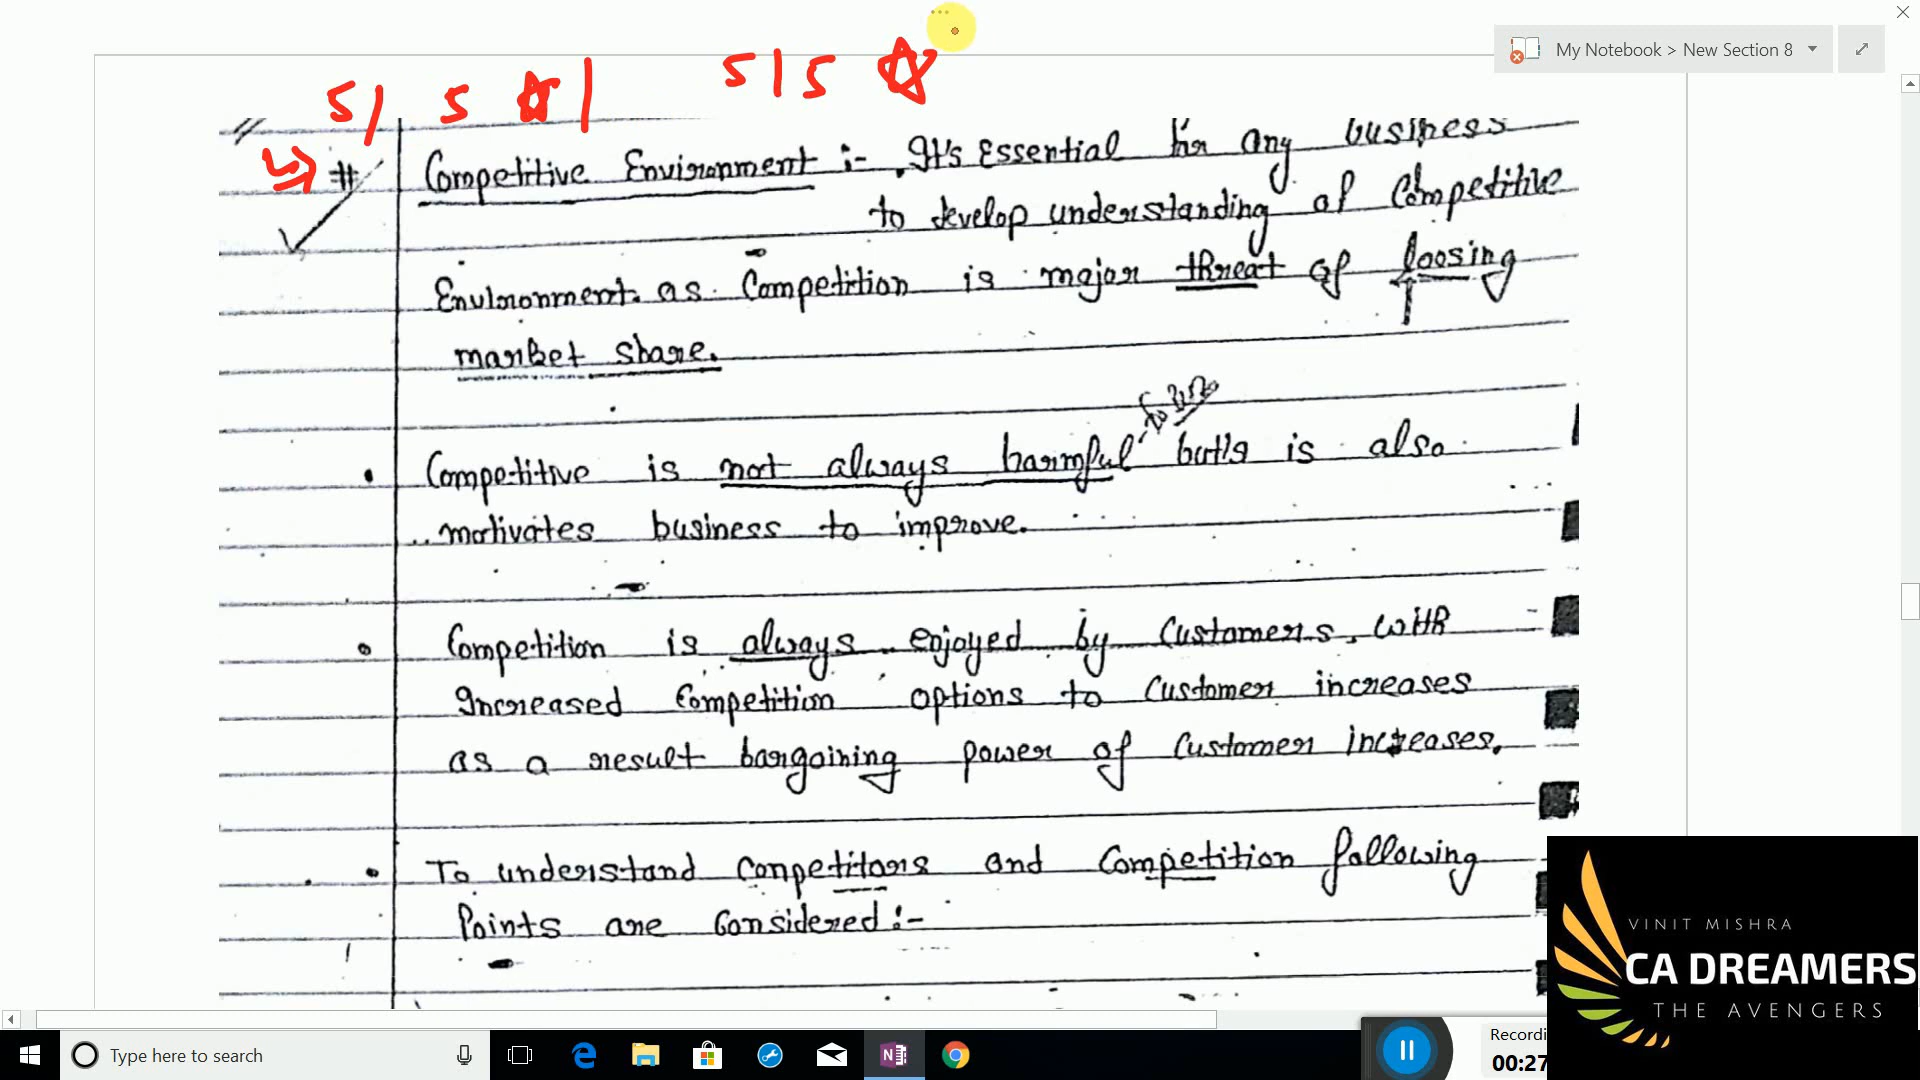 My Notebook > New Section 8
5/ 5 ☆ | 5/5 ☆
# Competitive Environment :- It's Essential for any business
to develop understanding of Competitive
Environment as Competition is major threat of loosing
market share.
• Competitive is not always harmful but is also
motivates business to improve.
• Competition is always enjoyed by Customers, with
Increased Competition options to Customer increases
as a result bargaining power of Customer increases.
• To understand Conpetitors and Competition following
Points are Considered :-
VINIT MISHRA
CA DREAMERS
THE AVENGERS
Type here to search
Recordi
00:27